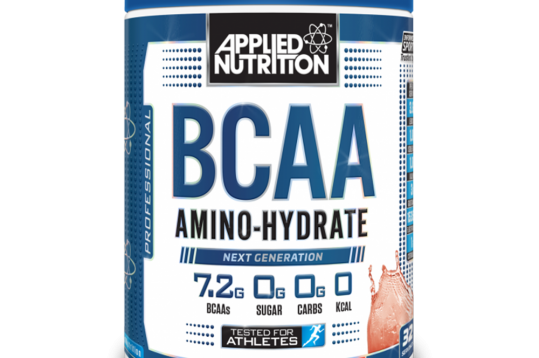 APPLIED
NUTRITION™
PROFESSIONAL
BCAA
AMINO-HYDRATE
NEXT GENERATION
7.2G 0G 0G 0
BCAAs SUGAR CARBS KCAL
TESTED FOR
ATHLETES